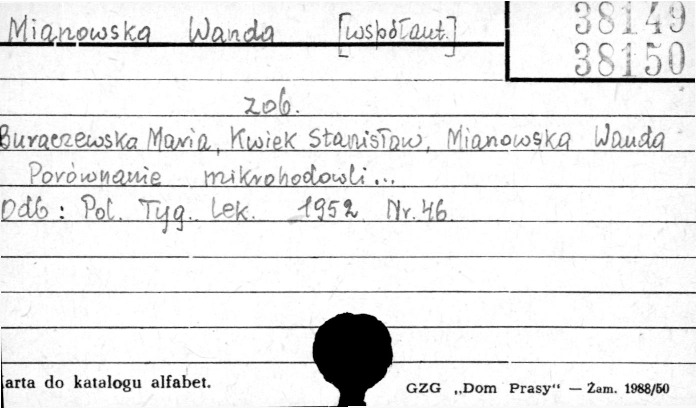 Mianowska Wanda [współaut.]
38149
38150
zob.
Buraczewska Maria, Kwiek Stanisław, Mianowska Wanda
Porównanie mikrohodowli...
Odb: Pol. Tyg. Lek. 1952 Nr. 46
arta do katalogu alfabet.
GZG „Dom Prasy“ — Zam. 1988/50